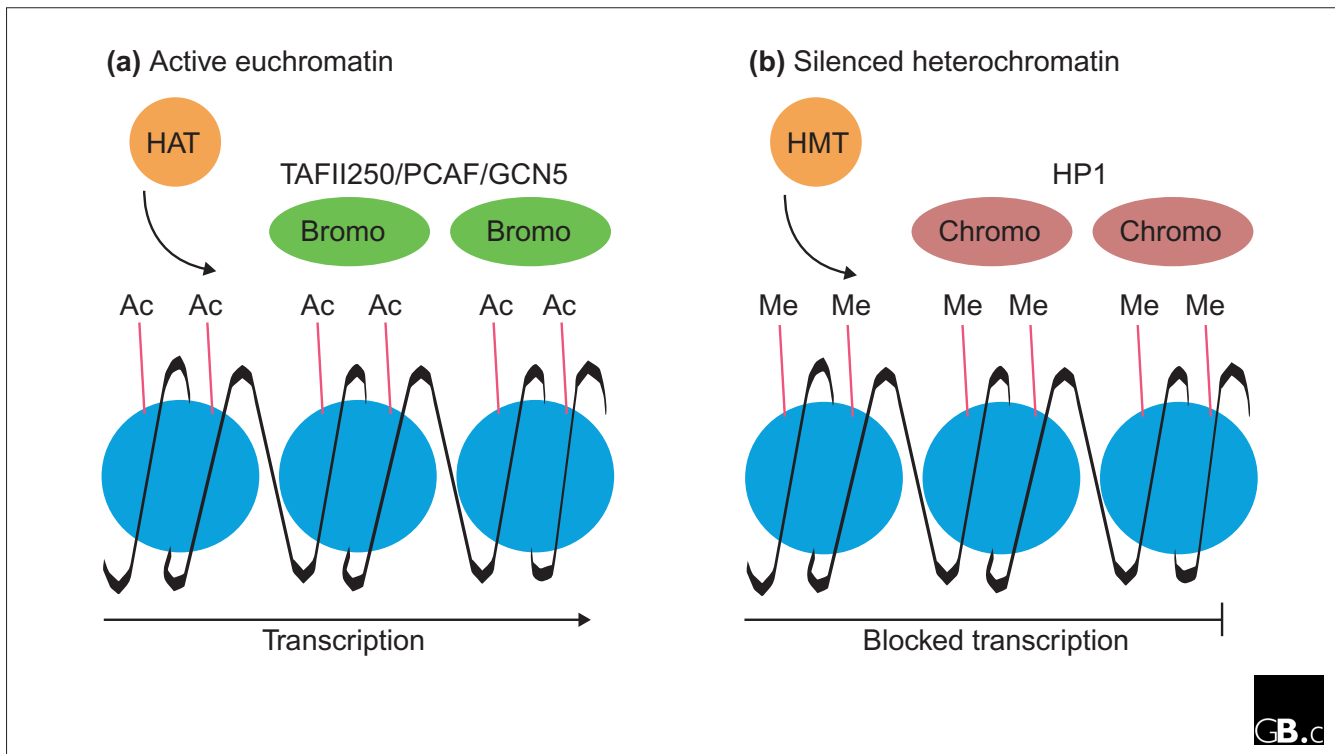 (a) Active euchromatin
HAT
TAFII250/PCAF/GCN5
Bromo Bromo
Ac Ac Ac Ac Ac Ac
Transcription
(b) Silenced heterochromatin
HMT
HP1
Chromo Chromo
Me Me Me Me Me Me
Blocked transcription
GB.c